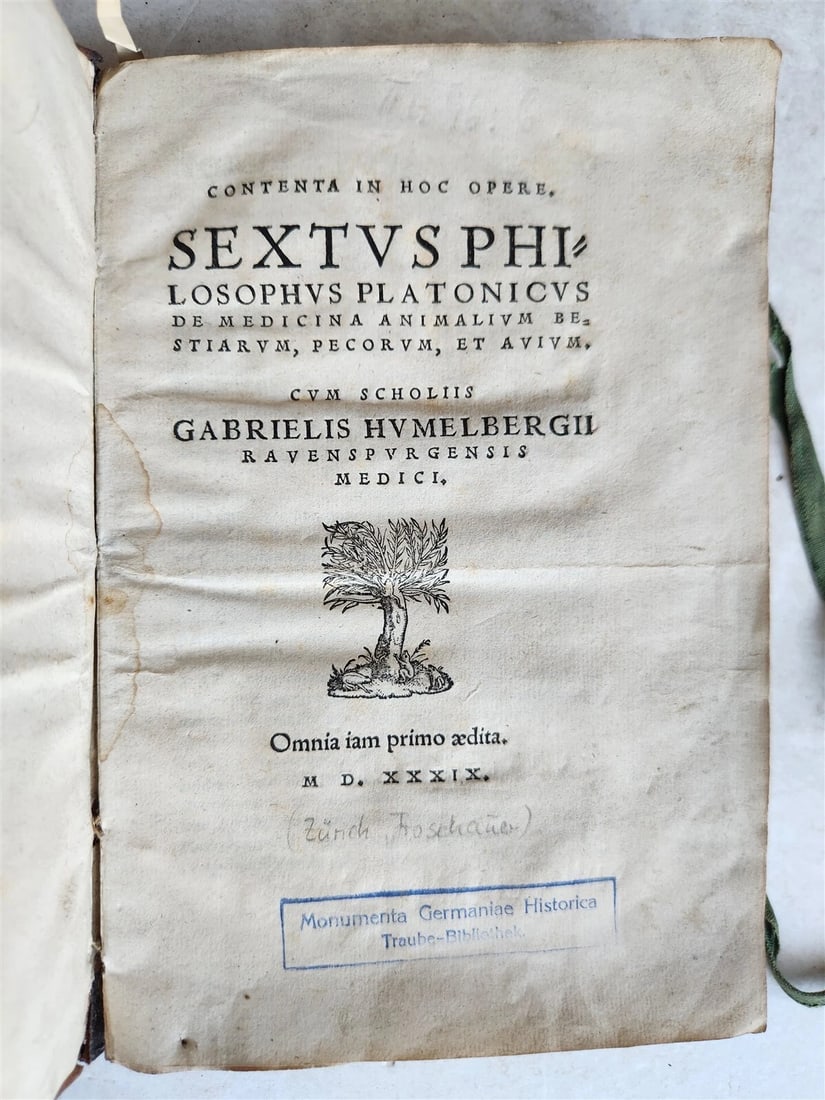 CONTENTA IN HOC OPERE.
SEXTVS PHI⸗
LOSOPHVS PLATONICVS
DE MEDICINA ANIMALIVM BE⸗
STIARVM, PECORVM, ET AVIVM.
CVM SCHOLIIS
GABRIELIS HVMELBERGII
RAVENSPVRGENSIS
MEDICI.
Omnia iam primo ædita.
M D. XXXIX.
(Zürich, Froschauer)
Monumenta Germaniae Historica
Traube-Bibliothek.